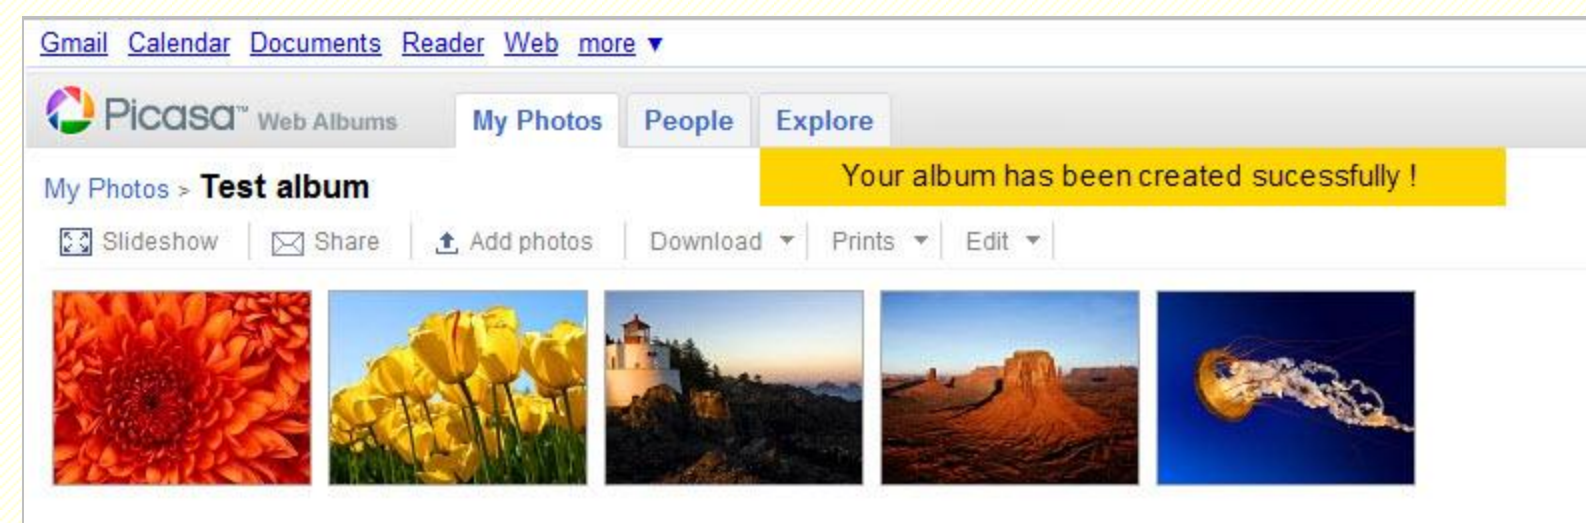 Gmail Calendar Documents Reader Web more ▼
Picasa™ Web Albums My Photos People Explore
Your album has been created sucessfully !
My Photos > Test album
Slideshow Share Add photos Download Prints Edit